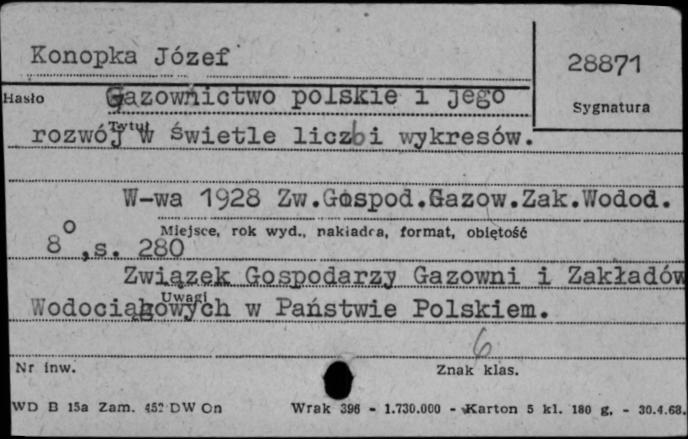 Konopka Józef
28871
Hasło
Sygnatura
Gazownictwo polskie i jego
Tytuł
rozwój w świetle liczb i wykresów.
W-wa 1928 Zw.Gospod.Gazow.Zak.Wodod.
Miejsce, rok wyd., nakładca, format, objętość
8°,s. 280
Związek Gospodarzy Gazowni i Zakładów
Uwagi
Wodociągowych w Państwie Polskiem.
6
Nr inw.
Znak klas.
WD B 15a Zam. 452 DW On
Wrak 396 - 1.730.000 - Karton 5 kl. 180 g. - 30.4.68.